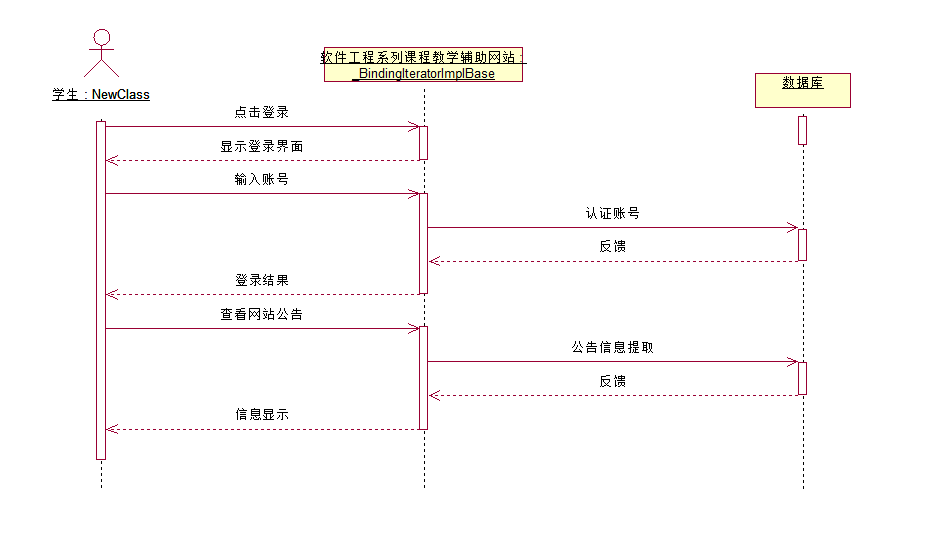 软件工程系列课程教学辅助网站 :
_BindingIteratorImplBase
数据库
学生 : NewClass
点击登录
显示登录界面
输入账号
认证账号
反馈
登录结果
查看网站公告
公告信息提取
反馈
信息显示